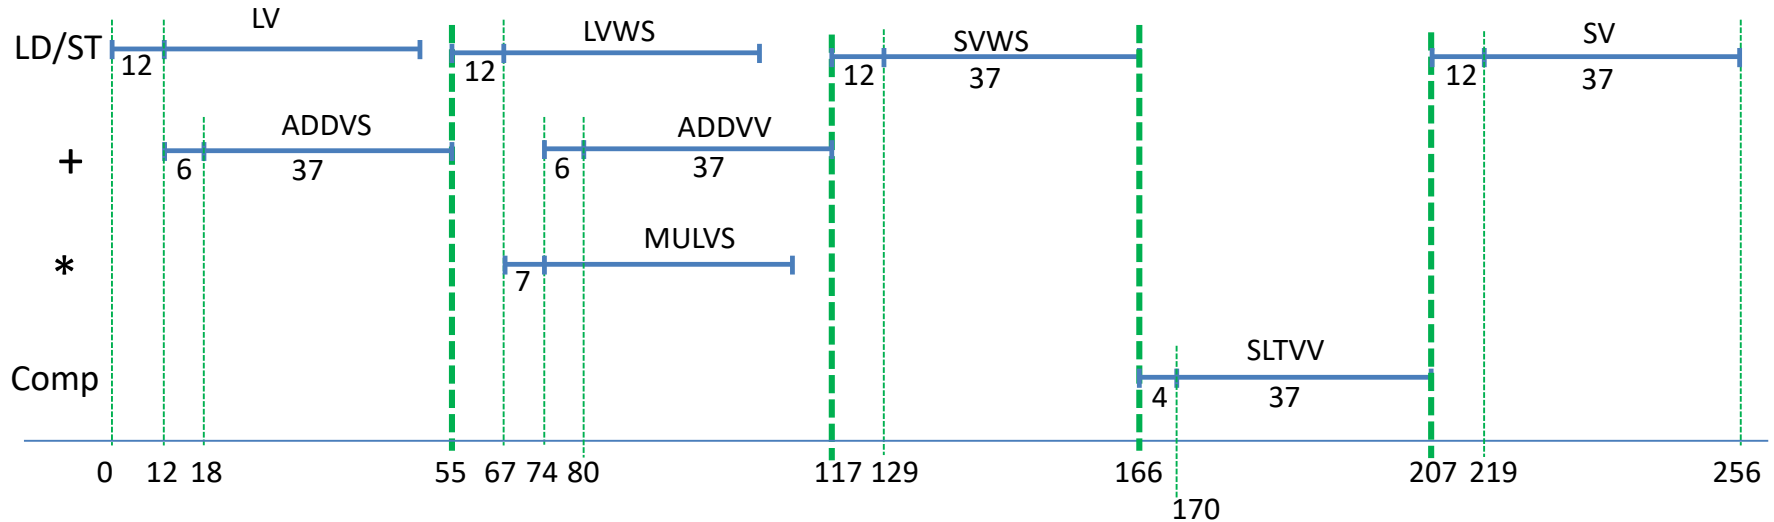 LV
LVWS
SVWS
SV
LD/ST
12
12
12
37
12
37
ADDVS
ADDVV
+
6
37
6
37
MULVS
*
7
SLTVV
Comp
4
37
0 12 18 55 67 74 80 117 129 166 207 219 256
170